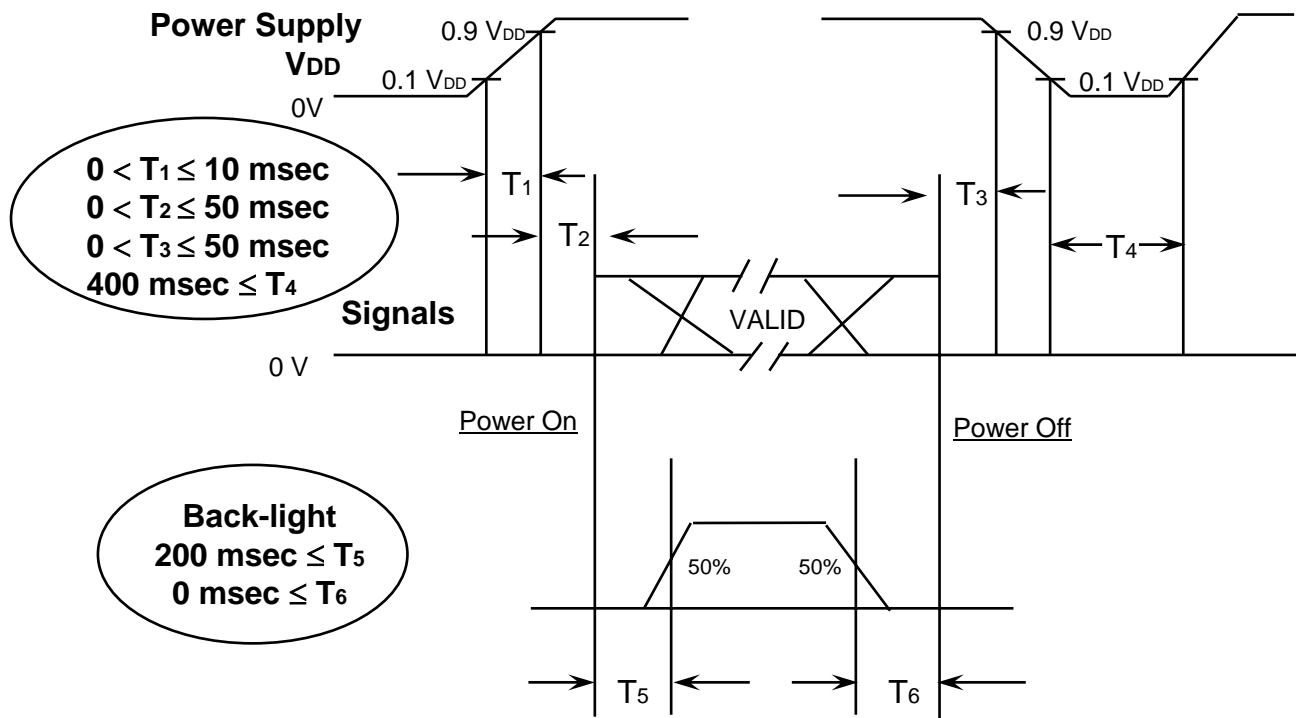 Power Supply
VDD
0.9 VDD
0.1 VDD
0V
0.9 VDD
0.1 VDD
0 < T1 ≤ 10 msec
0 < T2 ≤ 50 msec
0 < T3 ≤ 50 msec
400 msec ≤ T4
T1
T2
T3
T4
Signals
VALID
0 V
Power On
Power Off
Back-light
200 msec ≤ T5
0 msec ≤ T6
50%
50%
T5
T6